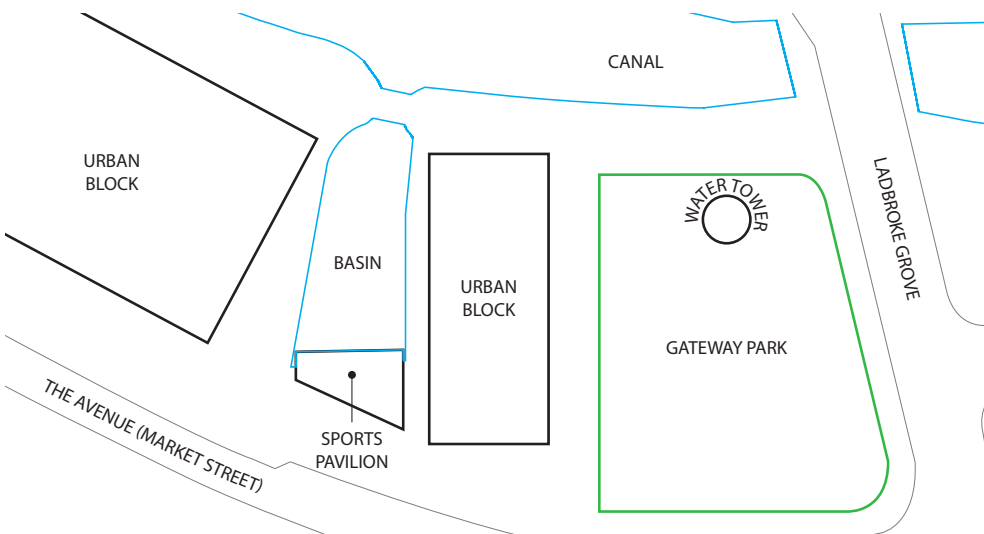 CANAL
URBAN
BLOCK
LADBROKE GROVE
WATER TOWER
BASIN
URBAN
BLOCK
GATEWAY PARK
THE AVENUE (MARKET STREET)
SPORTS
PAVILION